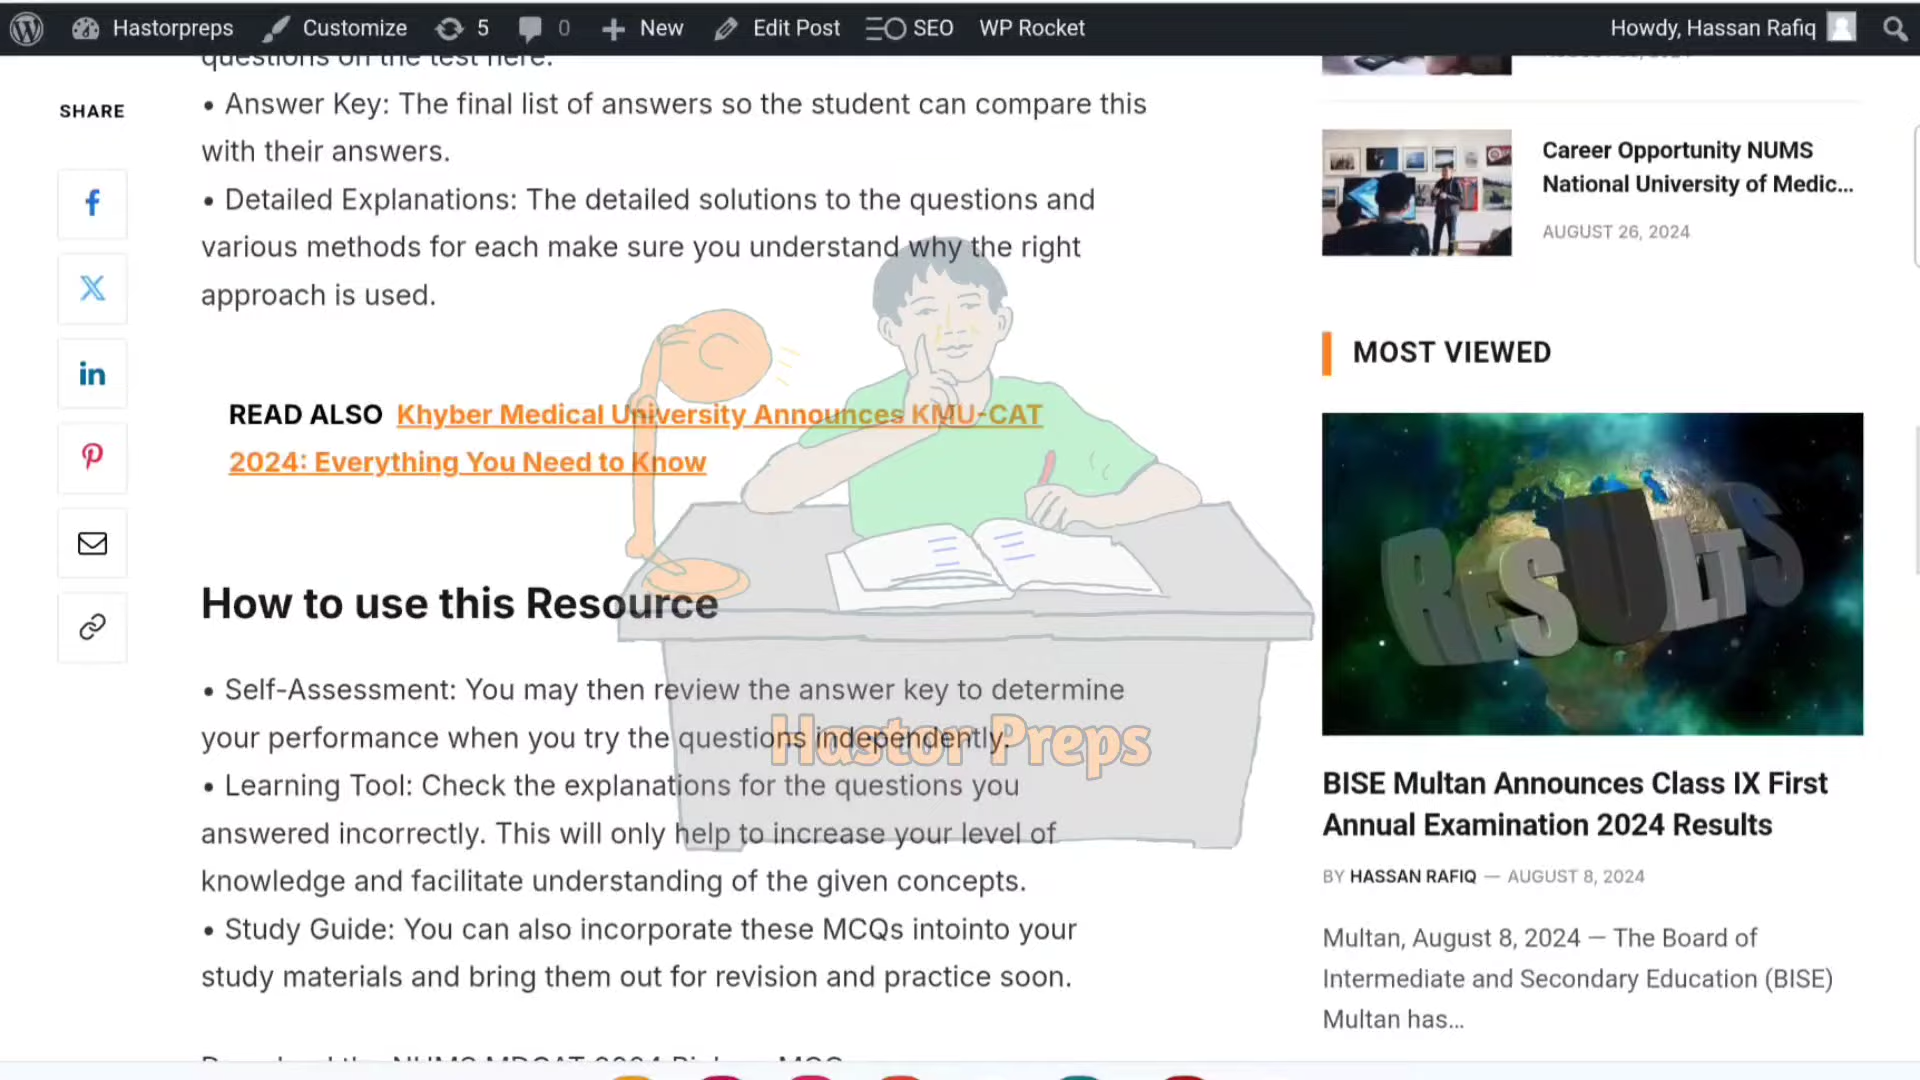 Hastorpreps Customize 5 0 New Edit Post SEO WP Rocket Howdy, Hassan Rafiq
SHARE
questions on the test here.
• Answer Key: The final list of answers so the student can compare this
with their answers.
• Detailed Explanations: The detailed solutions to the questions and
various methods for each make sure you understand why the right
approach is used.
READ ALSO Khyber Medical University Announces KMU-CAT
2024: Everything You Need to Know
How to use this Resource
• Self-Assessment: You may then review the answer key to determine
your performance when you try the questions independently.
• Learning Tool: Check the explanations for the questions you
answered incorrectly. This will only help to increase your level of
knowledge and facilitate understanding of the given concepts.
• Study Guide: You can also incorporate these MCQs intointo your
study materials and bring them out for revision and practice soon.
Hastor Preps
Career Opportunity NUMS
National University of Medic...
AUGUST 26, 2024
MOST VIEWED
RESULTS
BISE Multan Announces Class IX First
Annual Examination 2024 Results
BY HASSAN RAFIQ — AUGUST 8, 2024
Multan, August 8, 2024 — The Board of
Intermediate and Secondary Education (BISE)
Multan has...